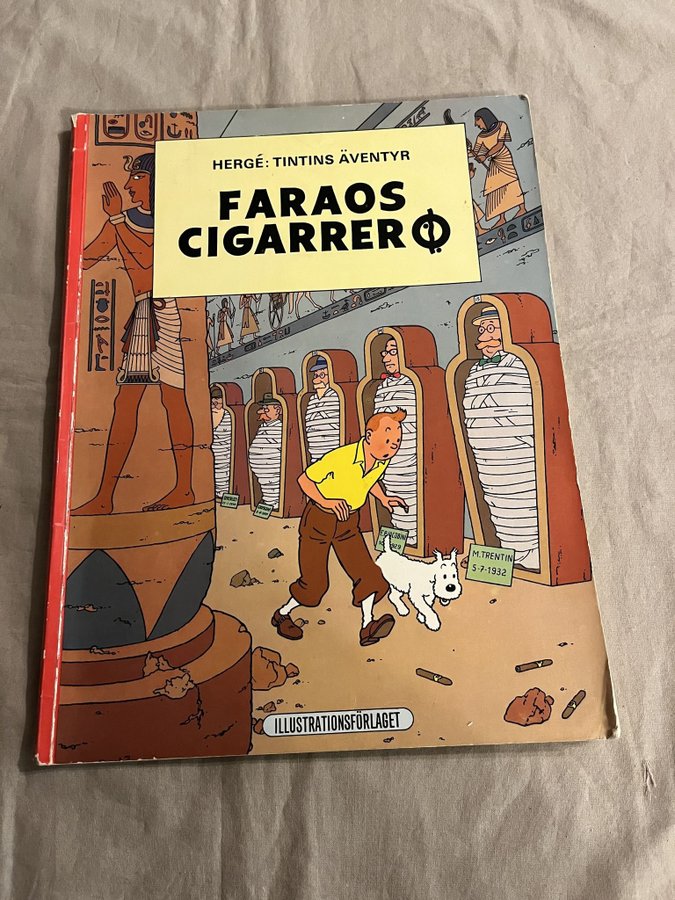 HERGÉ: TINTINS ÄVENTYR
FARAOS
CIGARRER
M. TRENTIN
5-7-1932
ILLUSTRATIONSFÖRLAGET